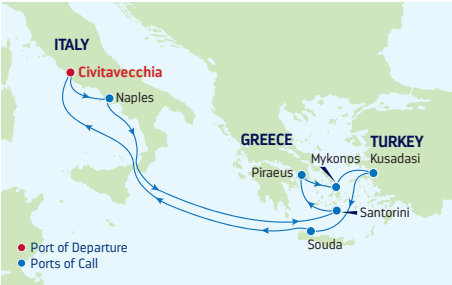 ITALY
Civitavecchia
Naples
GREECE
TURKEY
Mykonos
Kusadasi
Piraeus
Santorini
Souda
Port of Departure
Ports of Call